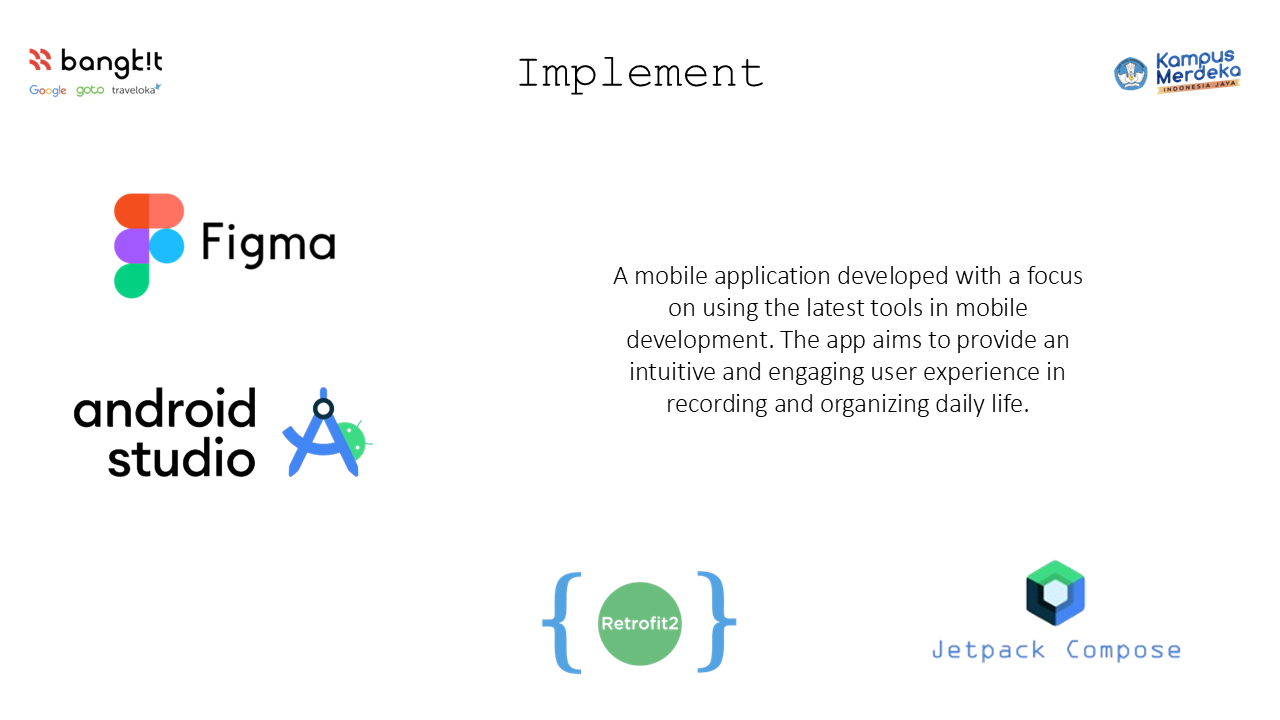 bangk!t
Google goto traveloka
Implement
Kampus
Merdeka
INDONESIA JAYA
Figma
A mobile application developed with a focus
on using the latest tools in mobile
development. The app aims to provide an
intuitive and engaging user experience in
recording and organizing daily life.
android
studio
{ Retrofit2 }
Jetpack Compose